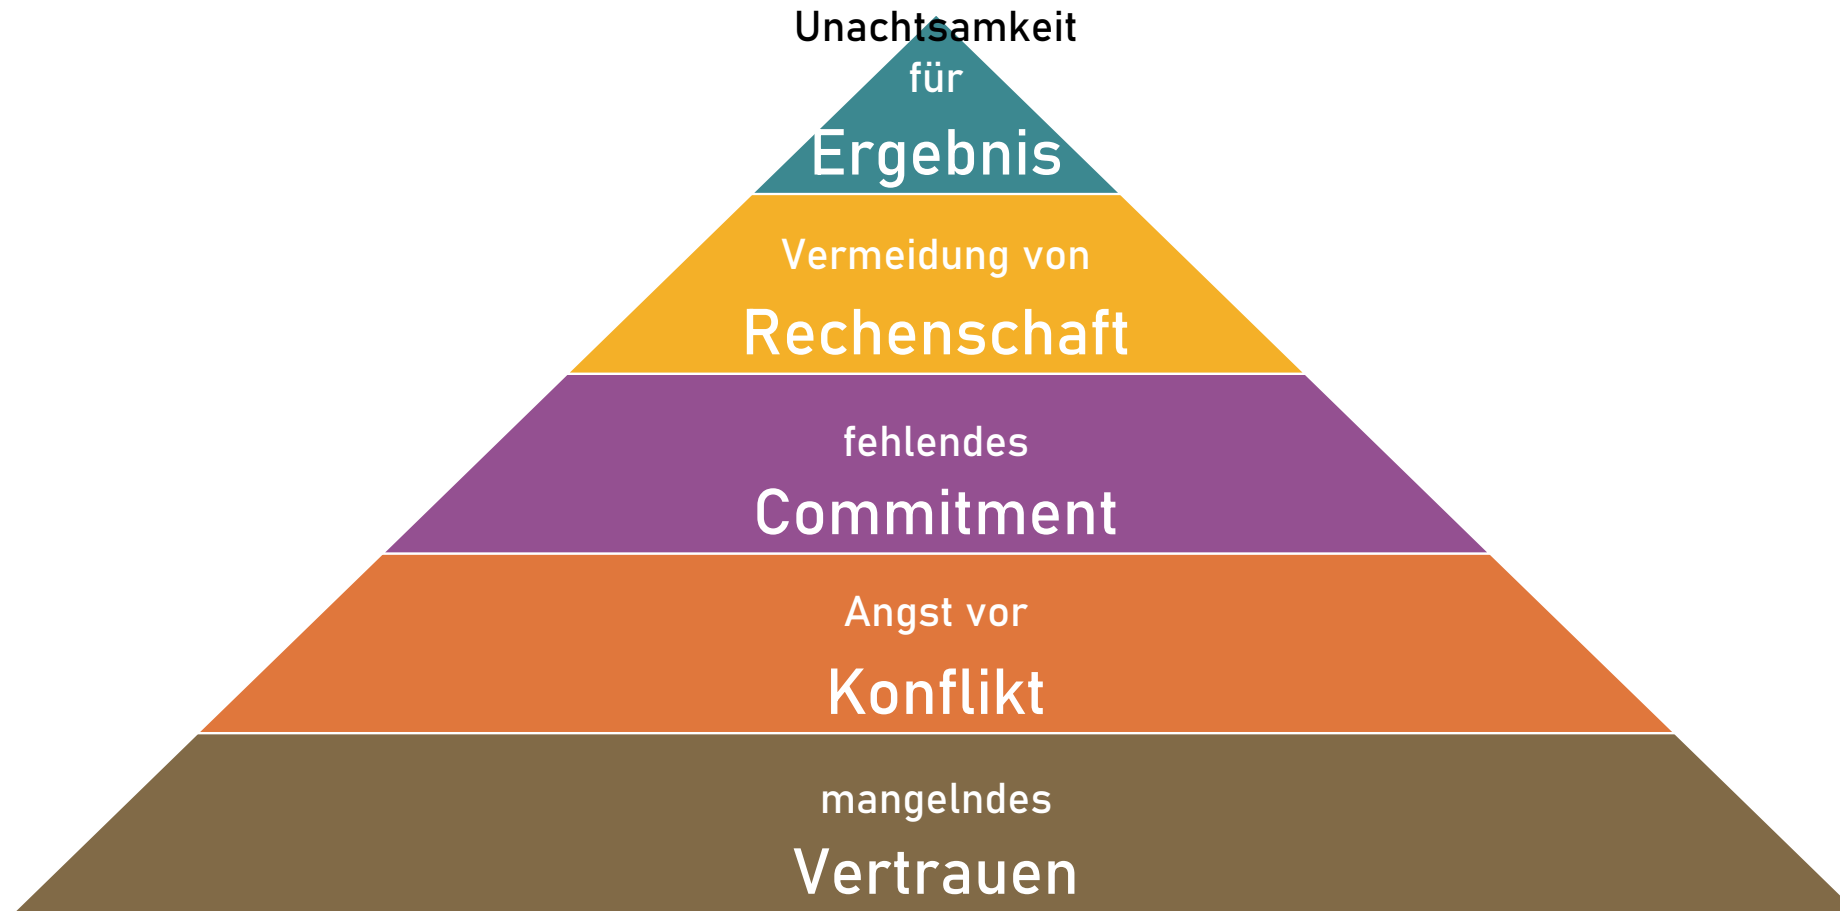 Unachtsamkeit
für
Ergebnis
Vermeidung von
Rechenschaft
fehlendes
Commitment
Angst vor
Konflikt
mangelndes
Vertrauen